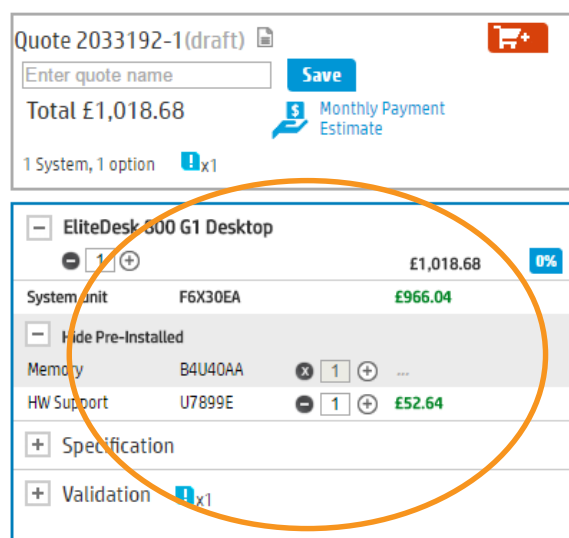 Quote 2033192-1(draft)
Enter quote name Save
Total £1,018.68 $ Monthly Payment
Estimate
1 System, 1 option !x1
− EliteDesk 800 G1 Desktop
− 1 + £1,018.68 0%
System unit F6X30EA £966.04
− Hide Pre-Installed
Memory B4U40AA x 1 + ...
HW Support U7899E − 1 + £52.64
+ Specification
+ Validation !x1